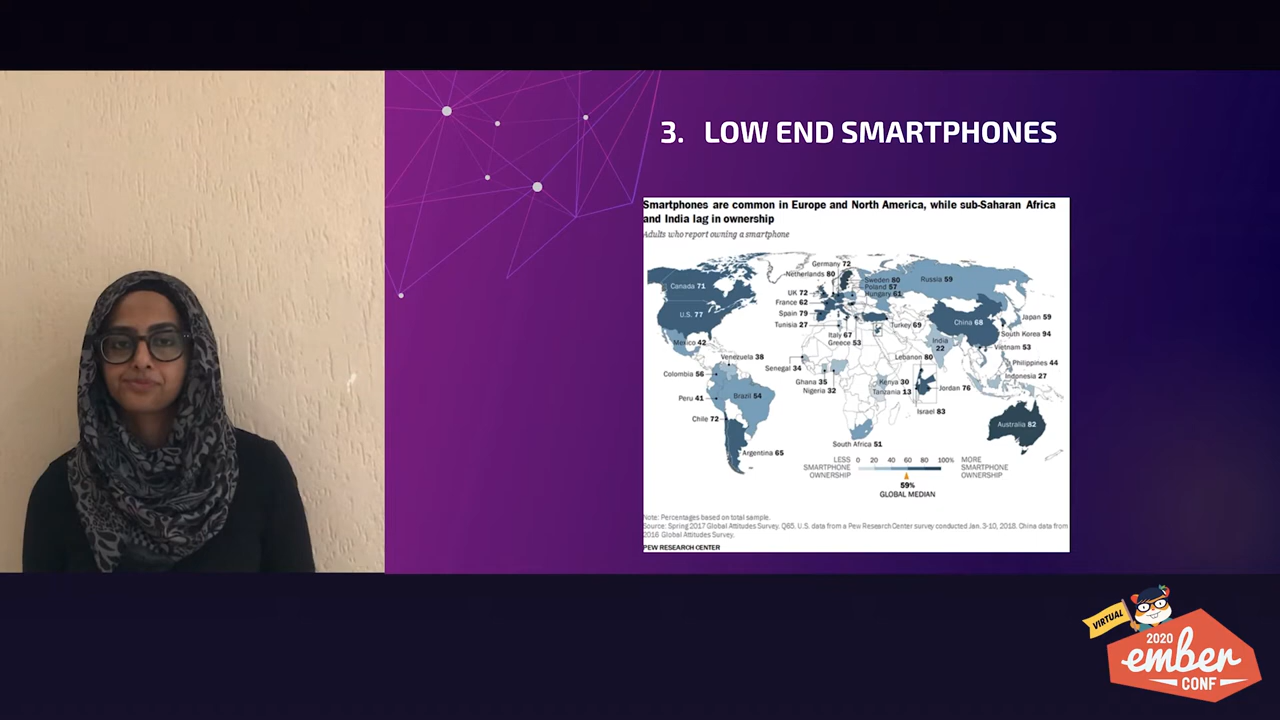 3. LOW END SMARTPHONES
Smartphones are common in Europe and North America, while sub-Saharan Africa
and India lag in ownership
Adults who report owning a smartphone
Germany 72
Netherlands 80
Sweden 80
Russia 59
Poland 57
Canada 71
UK 72
Hungary 61
France 62
U.S. 77
Spain 79
China 68
Japan 59
Tunisia 27
Turkey 69
South Korea 94
Italy 67
Mexico 42
Greece 53
India
22
Vietnam 53
Venezuela 38
Lebanon 80
Philippines 44
Senegal 34
Colombia 56
Indonesia 27
Ghana 35
Kenya 30
Nigeria 32
Tanzania 13
Jordan 76
Peru 41
Brazil 54
Israel 83
Chile 72
Australia 82
South Africa 51
Argentina 65
LESS
SMARTPHONE
OWNERSHIP
0 20 40 60 80 100%
MORE
SMARTPHONE
OWNERSHIP
59%
GLOBAL MEDIAN
Note: Percentages based on total sample.
Source: Spring 2017 Global Attitudes Survey. Q65. U.S. data from a Pew Research Center survey conducted Jan. 3-10, 2018. China data from
2016 Global Attitudes Survey.
PEW RESEARCH CENTER
VIRTUAL
2020
ember
CONF